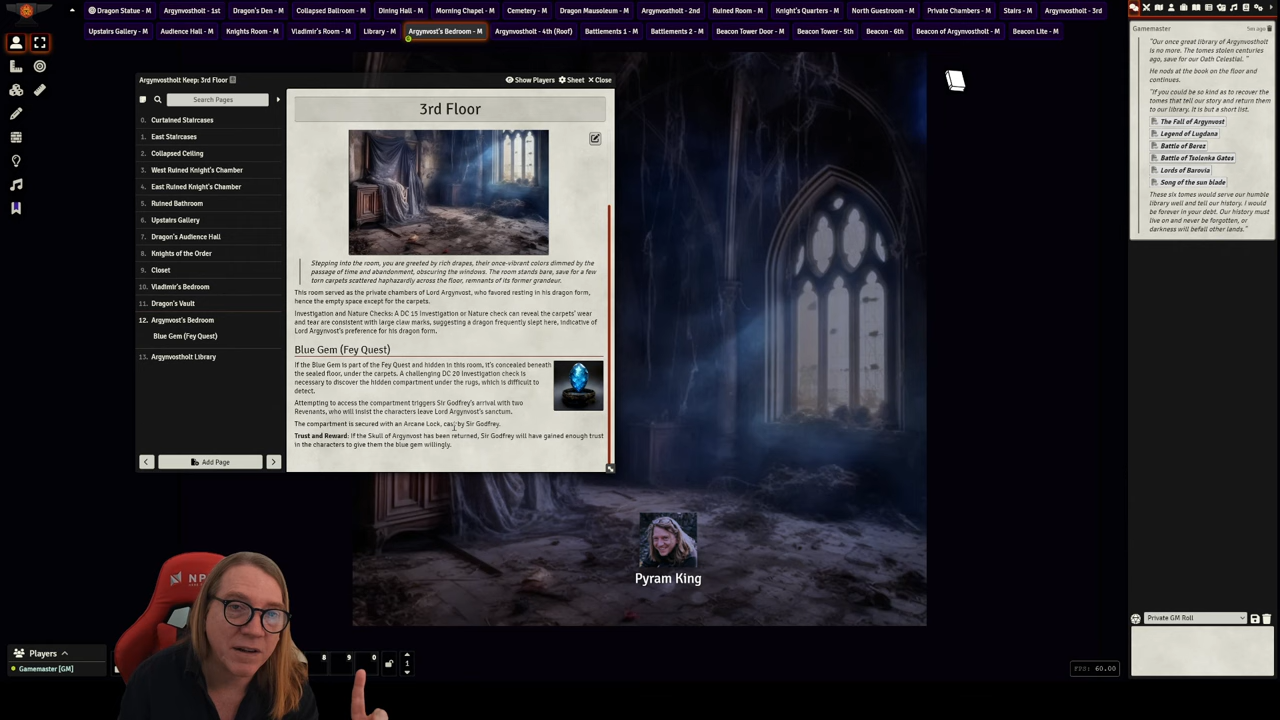 Dragon Statue - M
Argynvostholt - 1st
Dragon's Den - M
Collapsed Ballroom - M
Dining Hall - M
Morning Chapel - M
Cemetery - M
Dragon Mausoleum - M
Argynvostholt - 2nd
Ruined Room - M
Knight's Quarters - M
North Guestroom - M
Private Chambers - M
Stairs - M
Argynvostholt - 3rd
Upstairs Gallery - M
Audience Hall - M
Knights Room - M
Vladimir's Room - M
Library - M
Argynvost's Bedroom - M
Argynvostholt - 4th (Roof)
Battlements 1 - M
Battlements 2 - M
Beacon Tower Door - M
Beacon Tower - 5th
Beacon - 6th
Beacon of Argynvostholt - M
Beacon Lite - M
Argynvostholt Keep: 3rd Floor
Show Players
Sheet
Close
Search Pages
0. Curtained Staircases
1. East Staircases
2. Collapsed Ceiling
3. West Ruined Knight's Chamber
4. East Ruined Knight's Chamber
5. Ruined Bathroom
6. Upstairs Gallery
7. Dragon's Audience Hall
8. Knights of the Order
9. Closet
10. Vladimir's Bedroom
11. Dragon's Vault
12. Argynvost's Bedroom
Blue Gem (Fey Quest)
13. Argynvostholt Library
Add Page
3rd Floor
Stepping into the room, you are greeted by rich drapes, their once-vibrant colors dimmed by the
passage of time and abandonment, obscuring the windows. The room stands bare, save for a few
torn carpets scattered haphazardly across the floor, remnants of its former grandeur.
This room served as the private chambers of Lord Argynvost, who favored resting in his dragon form,
hence the empty space except for the carpets.
Investigation and Nature Checks: A DC 15 Investigation or Nature check can reveal the carpets' wear
and tear are consistent with large claw marks, suggesting a dragon frequently slept here, indicative of
Lord Argynvost's preference for his dragon form.
Blue Gem (Fey Quest)
If the Blue Gem is part of the Fey Quest and hidden in this room, it's concealed beneath
the sealed floor, under the carpets. A challenging DC 20 Investigation check is
necessary to discover the hidden compartment under the rugs, which is difficult to
detect.
Attempting to access the compartment triggers Sir Godfrey's arrival with two
Revenants, who will insist the characters leave Lord Argynvost's sanctum.
The compartment is secured with an Arcane Lock, cast by Sir Godfrey.
Trust and Reward: If the Skull of Argynvost has been returned, Sir Godfrey will have gained enough trust
in the characters to give them the blue gem willingly.
Gamemaster
1m ago
"Our once great library of Argynvostholt
is no more. The tomes stolen centuries
ago, save for our Oath Celestial. "
He nods at the book on the floor and
continues.
"If you could be so kind as to recover the
tomes that tell our story and return them
to our library. It is but a short list.
The Fall of Argynvost
Legend of Lugdana
Battle of Berez
Battle of Tsolenka Gates
Lords of Barovia
Song of the sun blade
These six tomes would serve our humble
library well and tell our history. I would
be forever in your debt. Our history must
live on and never be forgotten, or
darkness will befall other lands."
Pyram King
Private GM Roll
Players
Gamemaster [GM]
8
9
0
1
FPS: 60.00